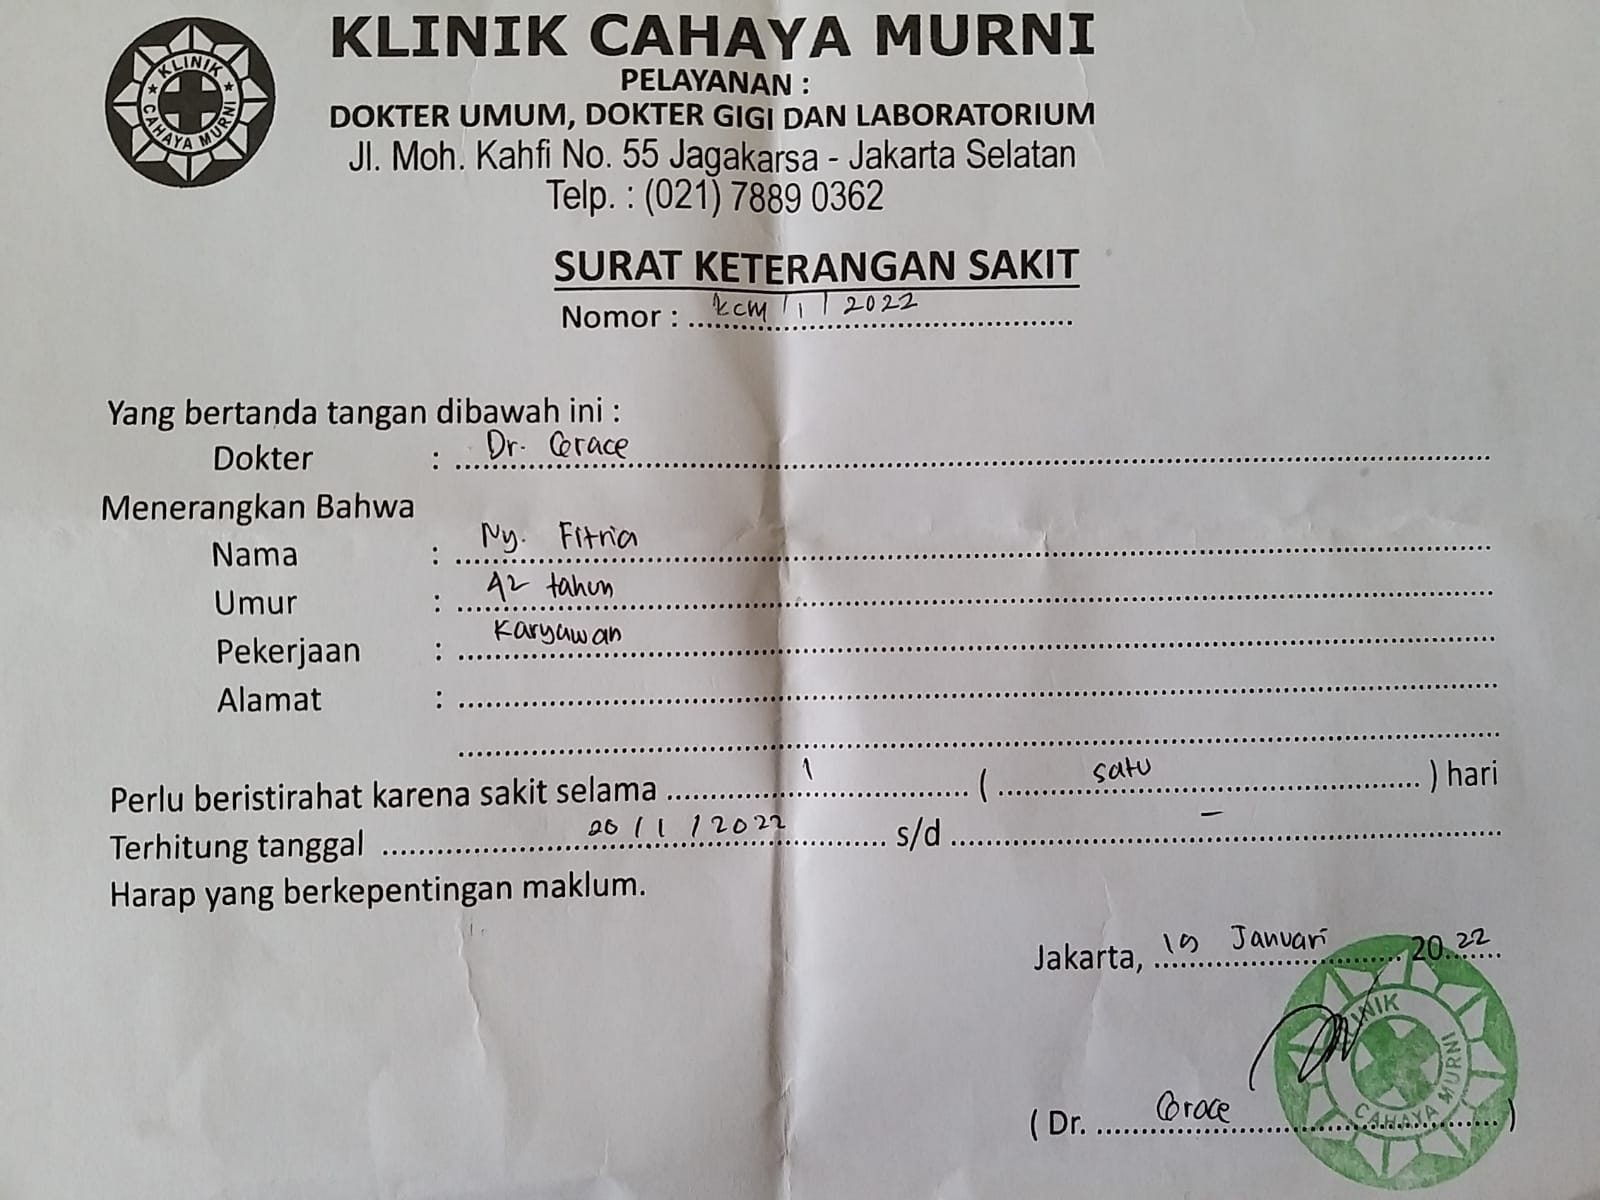 KLINIK CAHAYA MURNI
KLINIK CAHAYA MURNI
PELAYANAN :
DOKTER UMUM, DOKTER GIGI DAN LABORATORIUM
Jl. Moh. Kahfi No. 55 Jagakarsa - Jakarta Selatan
Telp. : (021) 7889 0362
SURAT KETERANGAN SAKIT
Nomor : KCM / 1 / 2022
Yang bertanda tangan dibawah ini :
Dokter : Dr. Grace
Menerangkan Bahwa
Nama : Ny. Fitria
Umur : 42 tahun
Pekerjaan : Karyawan
Alamat :
Perlu beristirahat karena sakit selama 1 ( satu ) hari
Terhitung tanggal 20 / 1 / 2022 s/d -
Harap yang berkepentingan maklum.
Jakarta, 19 Januari 2022
KLINIK CAHAYA MURNI
( Dr. Grace )